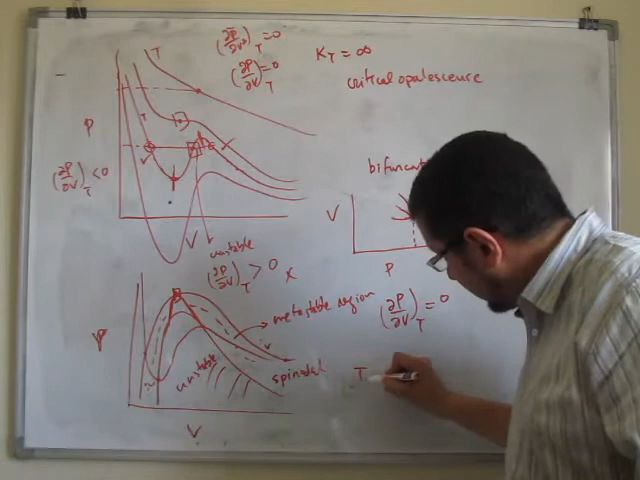 T
(∂²P/∂V²)_T = 0
(∂P/∂V)_T = 0
K_T = ∞
critical opalescence
P
T
(∂P/∂V)_T < 0
V
unstable
(∂P/∂V)_T > 0 x
V
P
metastable region
(∂P/∂V)_T = 0
P
unstable
spinodal
T
V